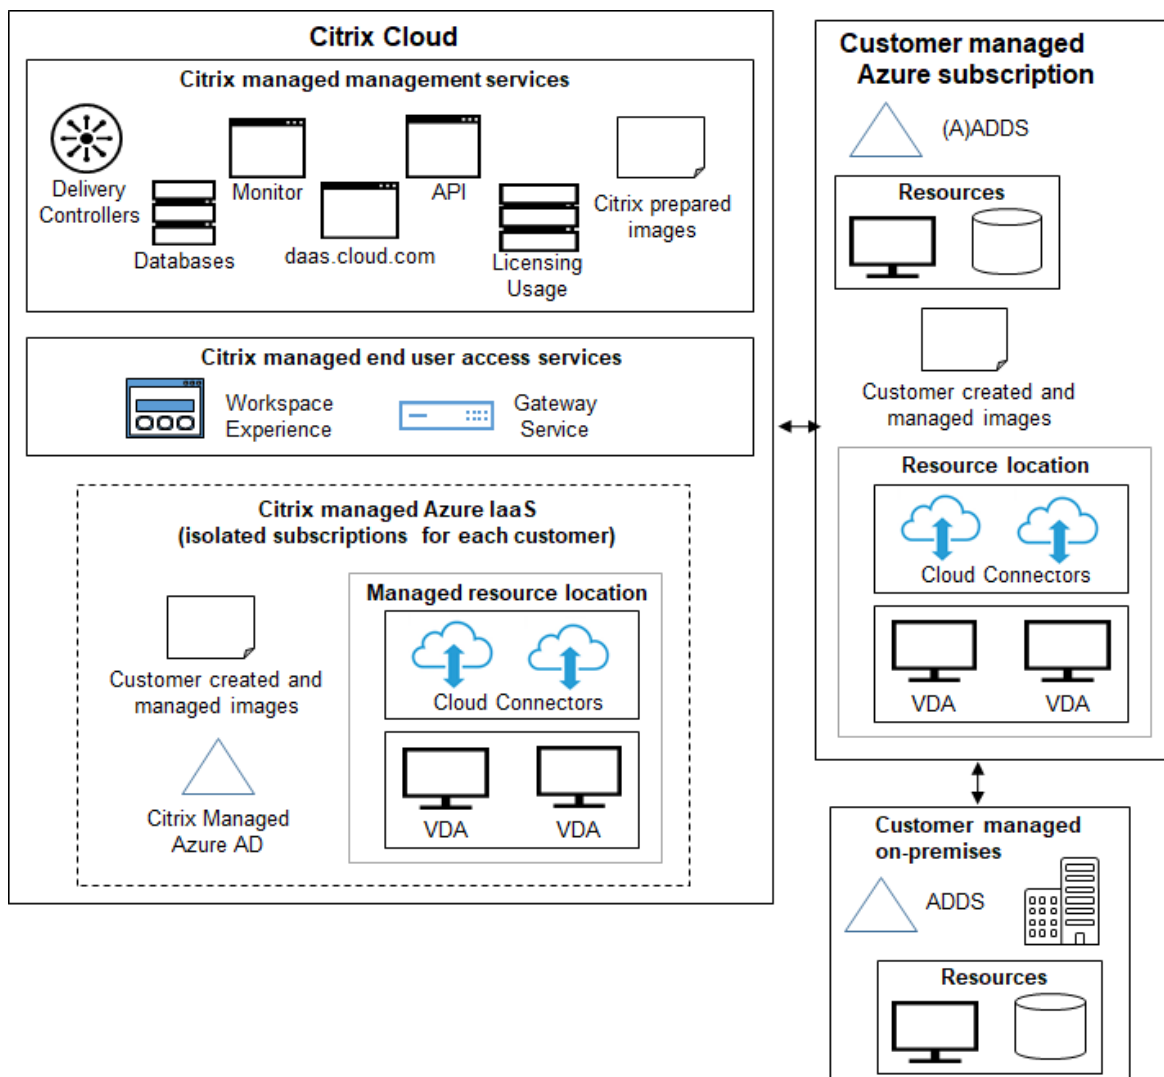 Citrix Cloud
Citrix managed management services
Delivery
Controllers
Databases
Monitor
daas.cloud.com
API
Licensing
Usage
Citrix prepared
images
Citrix managed end user access services
Workspace
Experience
Gateway
Service
Citrix managed Azure IaaS
(isolated subscriptions for each customer)
Customer created and
managed images
Citrix Managed
Azure AD
Managed resource location
Cloud Connectors
VDA
VDA
Customer managed
Azure subscription
(A)ADDS
Resources
Customer created and
managed images
Resource location
Cloud Connectors
VDA
VDA
Customer managed
on-premises
ADDS
Resources